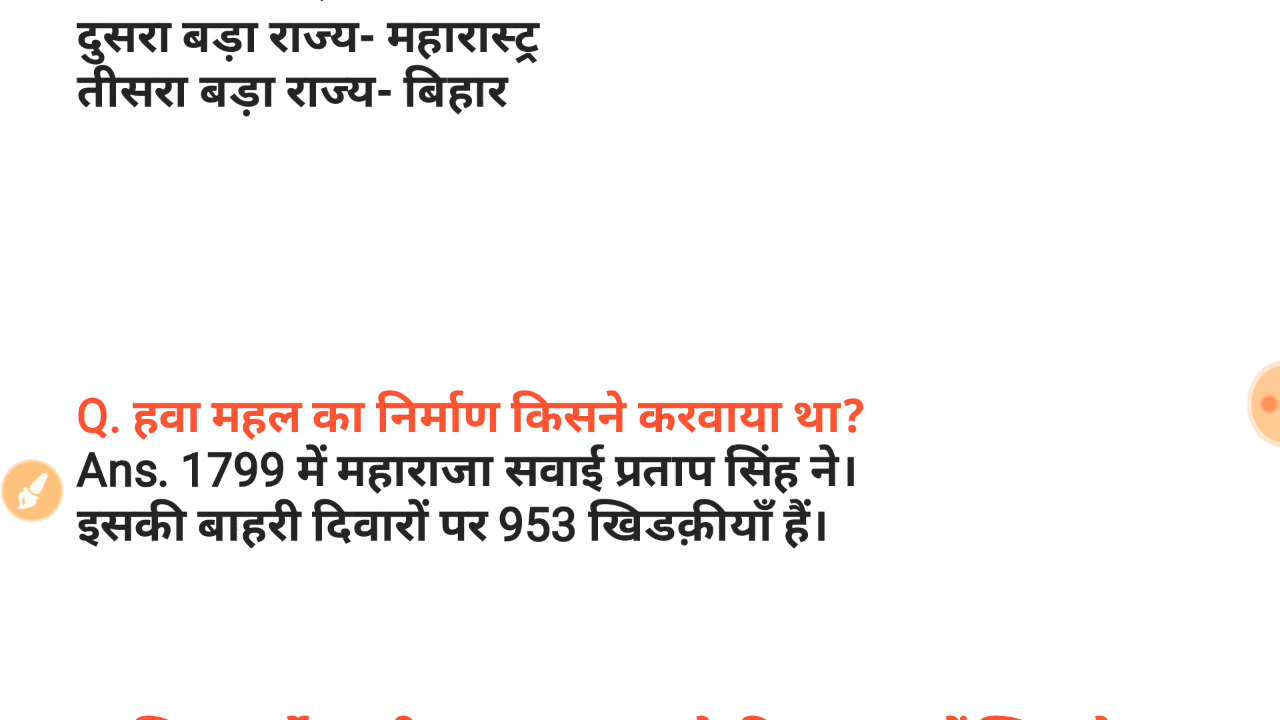 दुसरा बड़ा राज्य- महारास्ट्र
तीसरा बड़ा राज्य- बिहार
Q. हवा महल का निर्माण किसने करवाया था?
Ans. 1799 में महाराजा सवाई प्रताप सिंह ने।
इसकी बाहरी दिवारों पर 953 खिडक़ीयाँ हैं।